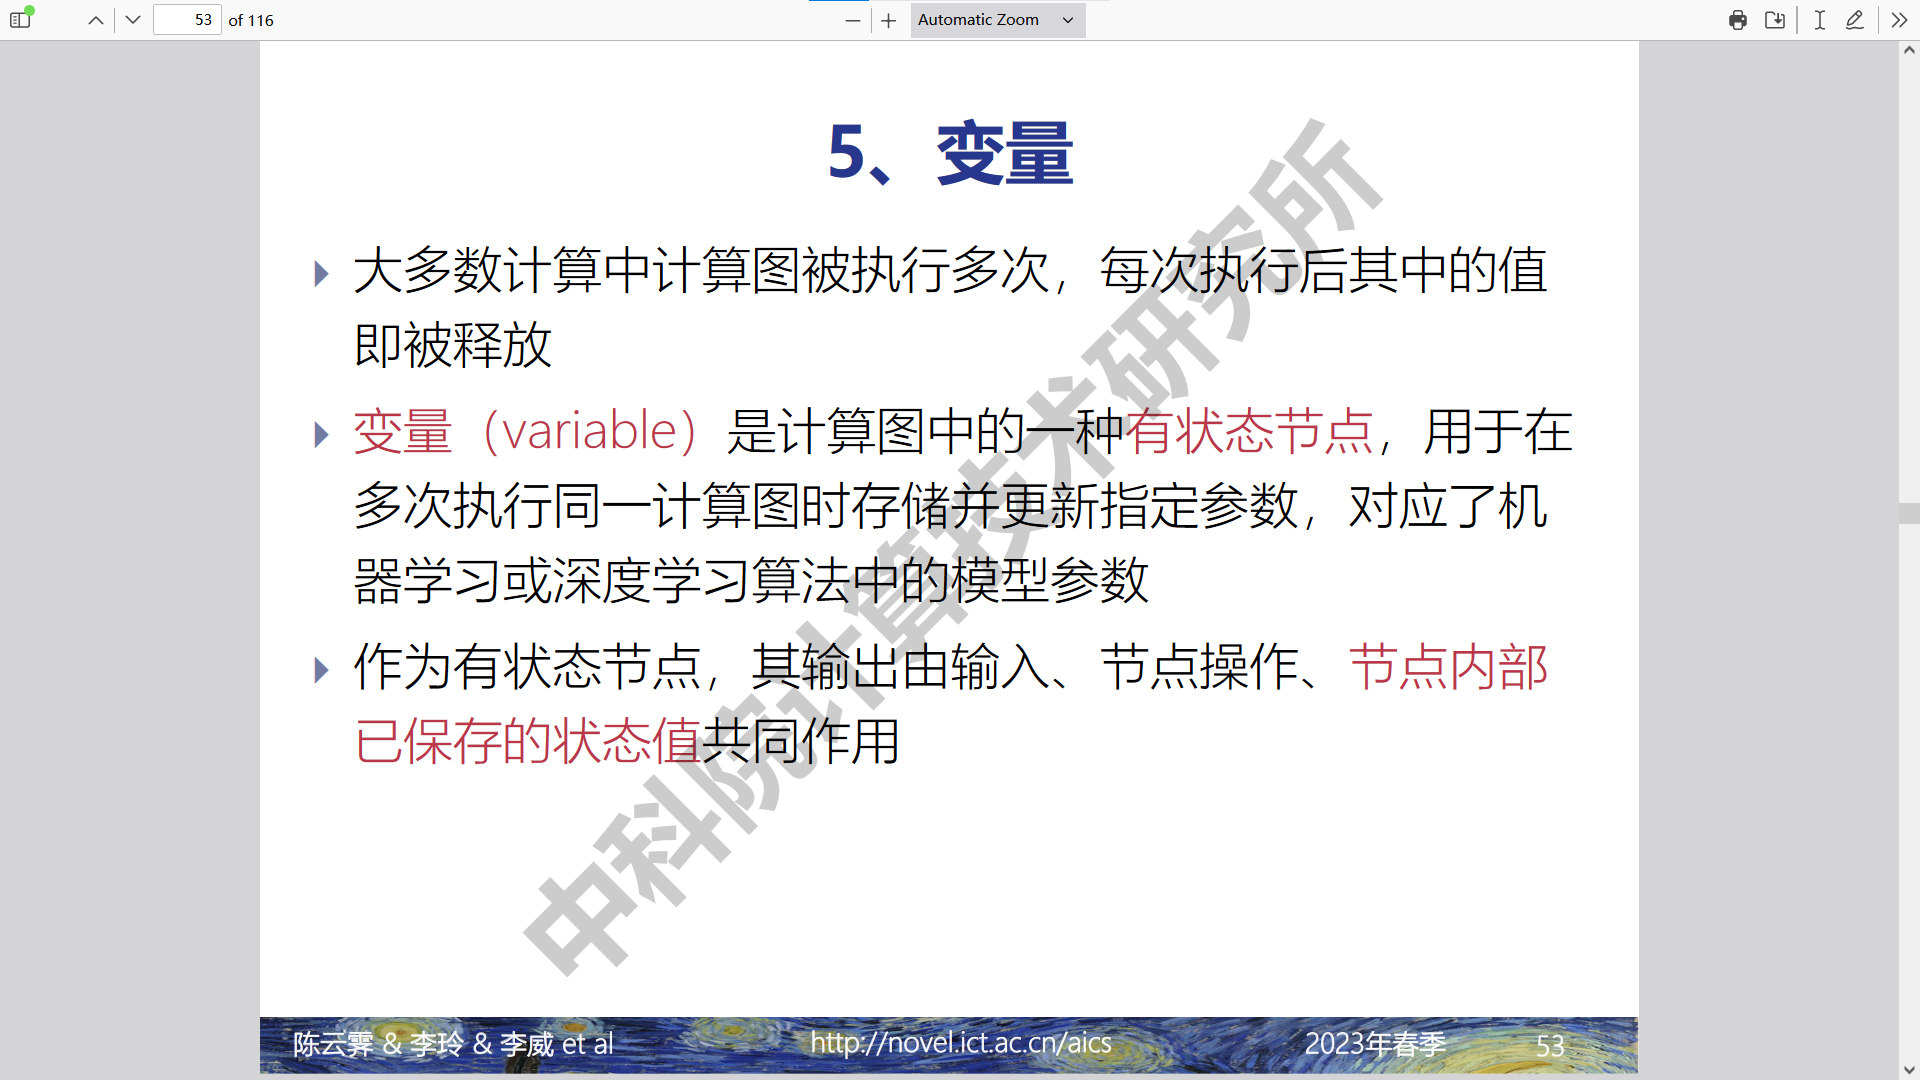 53 of 116
Automatic Zoom
5、变量
大多数计算中计算图被执行多次，每次执行后其中的值
即被释放
变量（variable）是计算图中的一种有状态节点，用于在
多次执行同一计算图时存储并更新指定参数，对应了机
器学习或深度学习算法中的模型参数
作为有状态节点，其输出由输入、节点操作、节点内部
已保存的状态值共同作用
中科院计算技术研究所
陈云霁 & 李玲 & 李威 et al
http://novel.ict.ac.cn/aics
2023年春季
53